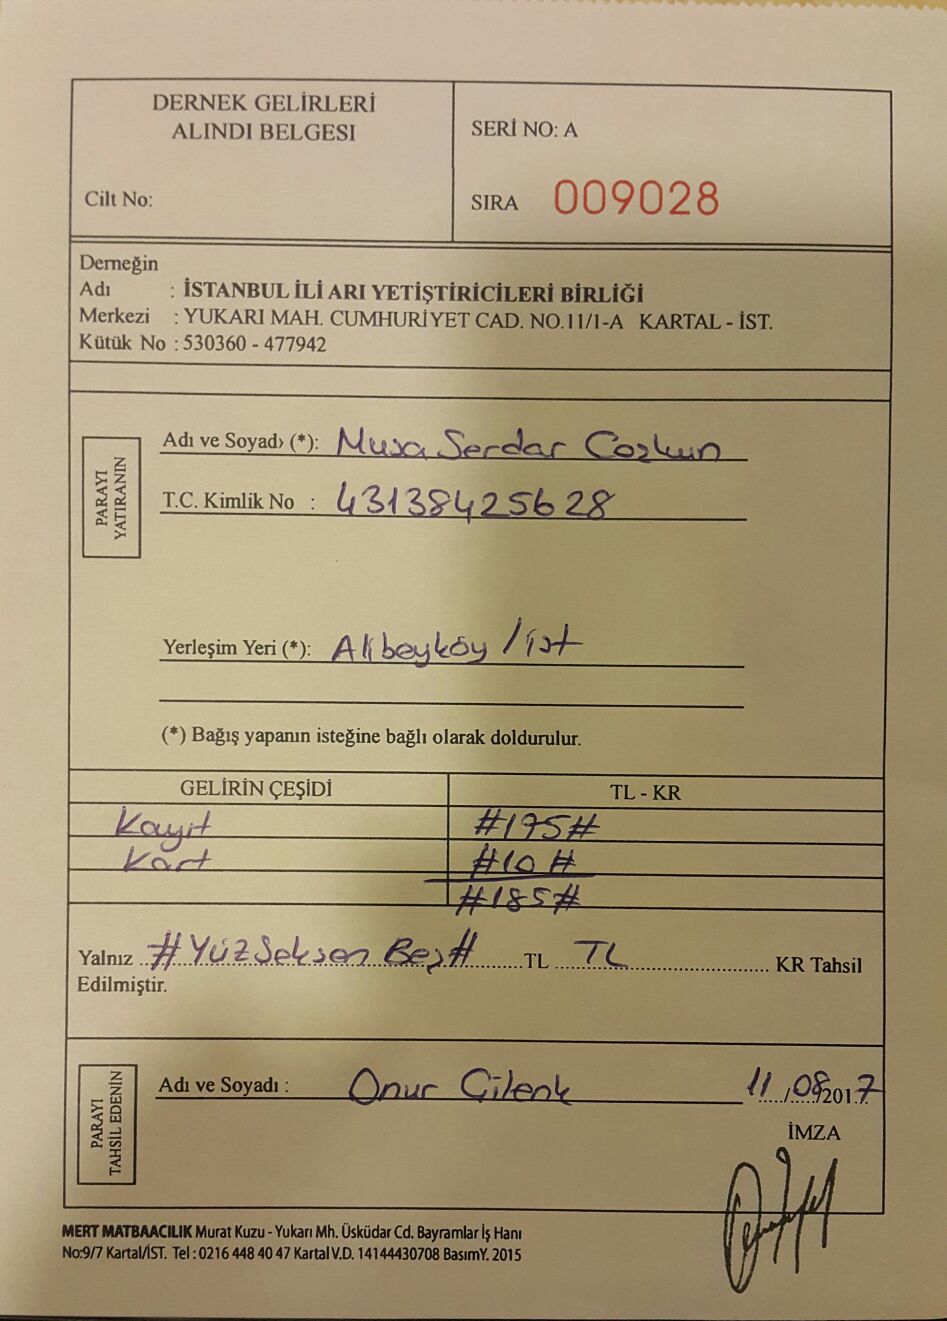 DERNEK GELİRLERİ
ALINDI BELGESI
Cilt No:
SERİ NO: A
SIRA 009028
Derneğin
Adı : İSTANBUL İLİ ARI YETİŞTİRİCİLERİ BİRLİĞİ
Merkezi : YUKARI MAH. CUMHURİYET CAD. NO.11/1-A KARTAL - İST.
Kütük No : 530360 - 477942
PARAYI
YATIRANIN
Adı ve Soyadı (*): Musa Serdar Cozkun
T.C. Kimlik No : 43138425628
Yerleşim Yeri (*): Alibeyköy / ist
(*) Bağış yapanın isteğine bağlı olarak doldurulur.
GELİRİN ÇEŞİDİ TL - KR
Kayıt #175#
Kart #10#
#185#
Yalnız ..#Yüz Seksen Beş#........TL ...TL.................... KR Tahsil
Edilmiştir.
PARAYI
TAHSİL EDENİN
Adı ve Soyadı : Onur Çilenk 11/08/2017
İMZA
MERT MATBAACILIK Murat Kuzu - Yukarı Mh. Üsküdar Cd. Bayramlar İş Hanı
No:9/7 Kartal/İST. Tel : 0216 448 40 47 Kartal V.D. 14144430708 BasımY. 2015